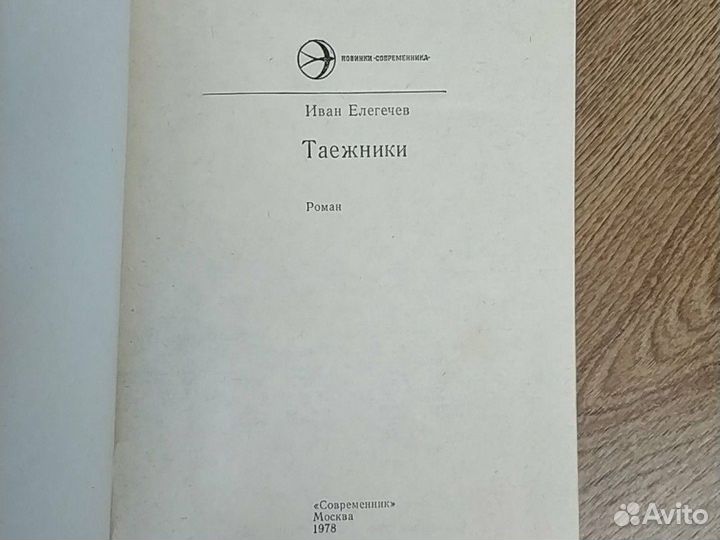 НОВИНКИ «СОВРЕМЕННИКА»
Иван Елегечев
Таежники
Роман
«Современник»
Москва
1978
Avito